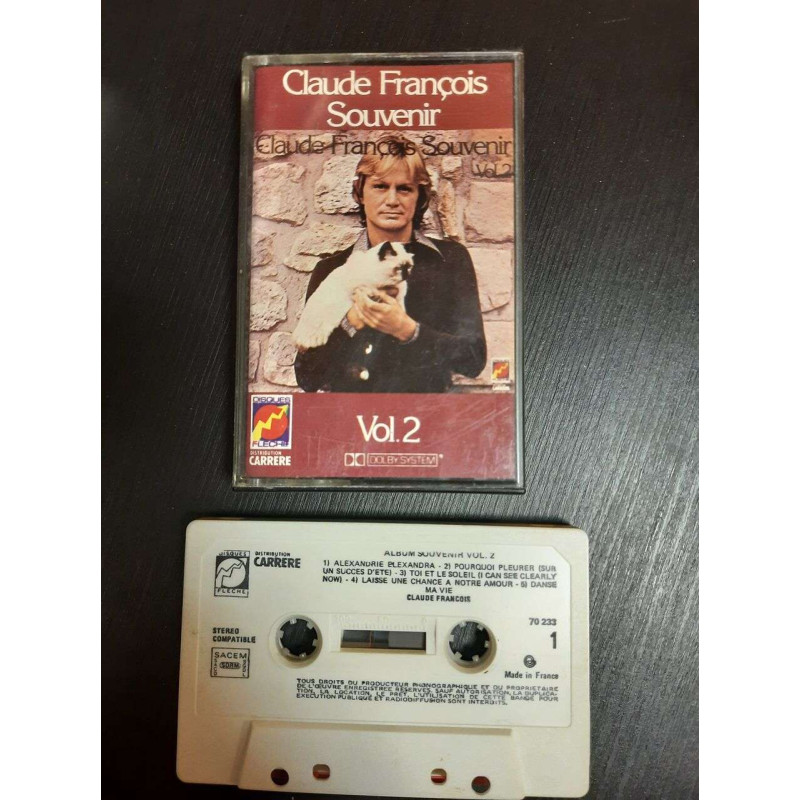 Claude François
Souvenir
Claude François Souvenir
Vol.2
DISQUES
FLECHE
DISTRIBUTION
CARRERE
Vol.2
DOLBY SYSTEM
ALBUM SOUVENIR VOL. 2
1) ALEXANDRIE ALEXANDRA - 2) POURQUOI PLEURER (SUR
UN SUCCES D'ETE) - 3) TOI ET LE SOLEIL (I CAN SEE CLEARLY
NOW) - 4) LAISSE UNE CHANCE A NOTRE AMOUR - 5) DANSE
MA VIE
CLAUDE FRANCOIS
DISQUES
FLECHE
DISTRIBUTION
CARRERE
STEREO
COMPATIBLE
70 233
1
SACEM
SDRM
Made in France
TOUS DROITS DU PRODUCTEUR PHONOGRAPHIQUE ET DU PROPRIETAIRE
DE L'ŒUVRE ENREGISTREE RESERVES. SAUF AUTORISATION, LA DUPLICA-
TION, LA LOCATION, LE PRET, L'UTILISATION DE CETTE BANDE POUR
EXECUTION PUBLIQUE ET RADIODIFFUSION SONT INTERDITS.